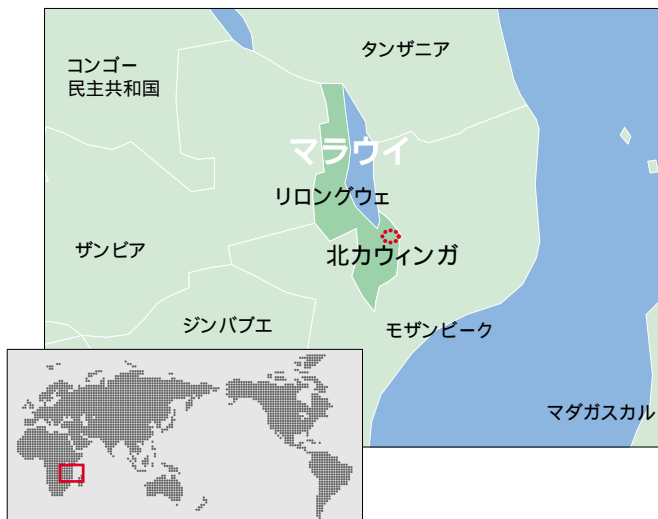 タンザニア
コンゴー
民主共和国
マラウイ
リロングウェ
ザンビア
北カウィンガ
ジンバブエ
モザンビーク
マダガスカル